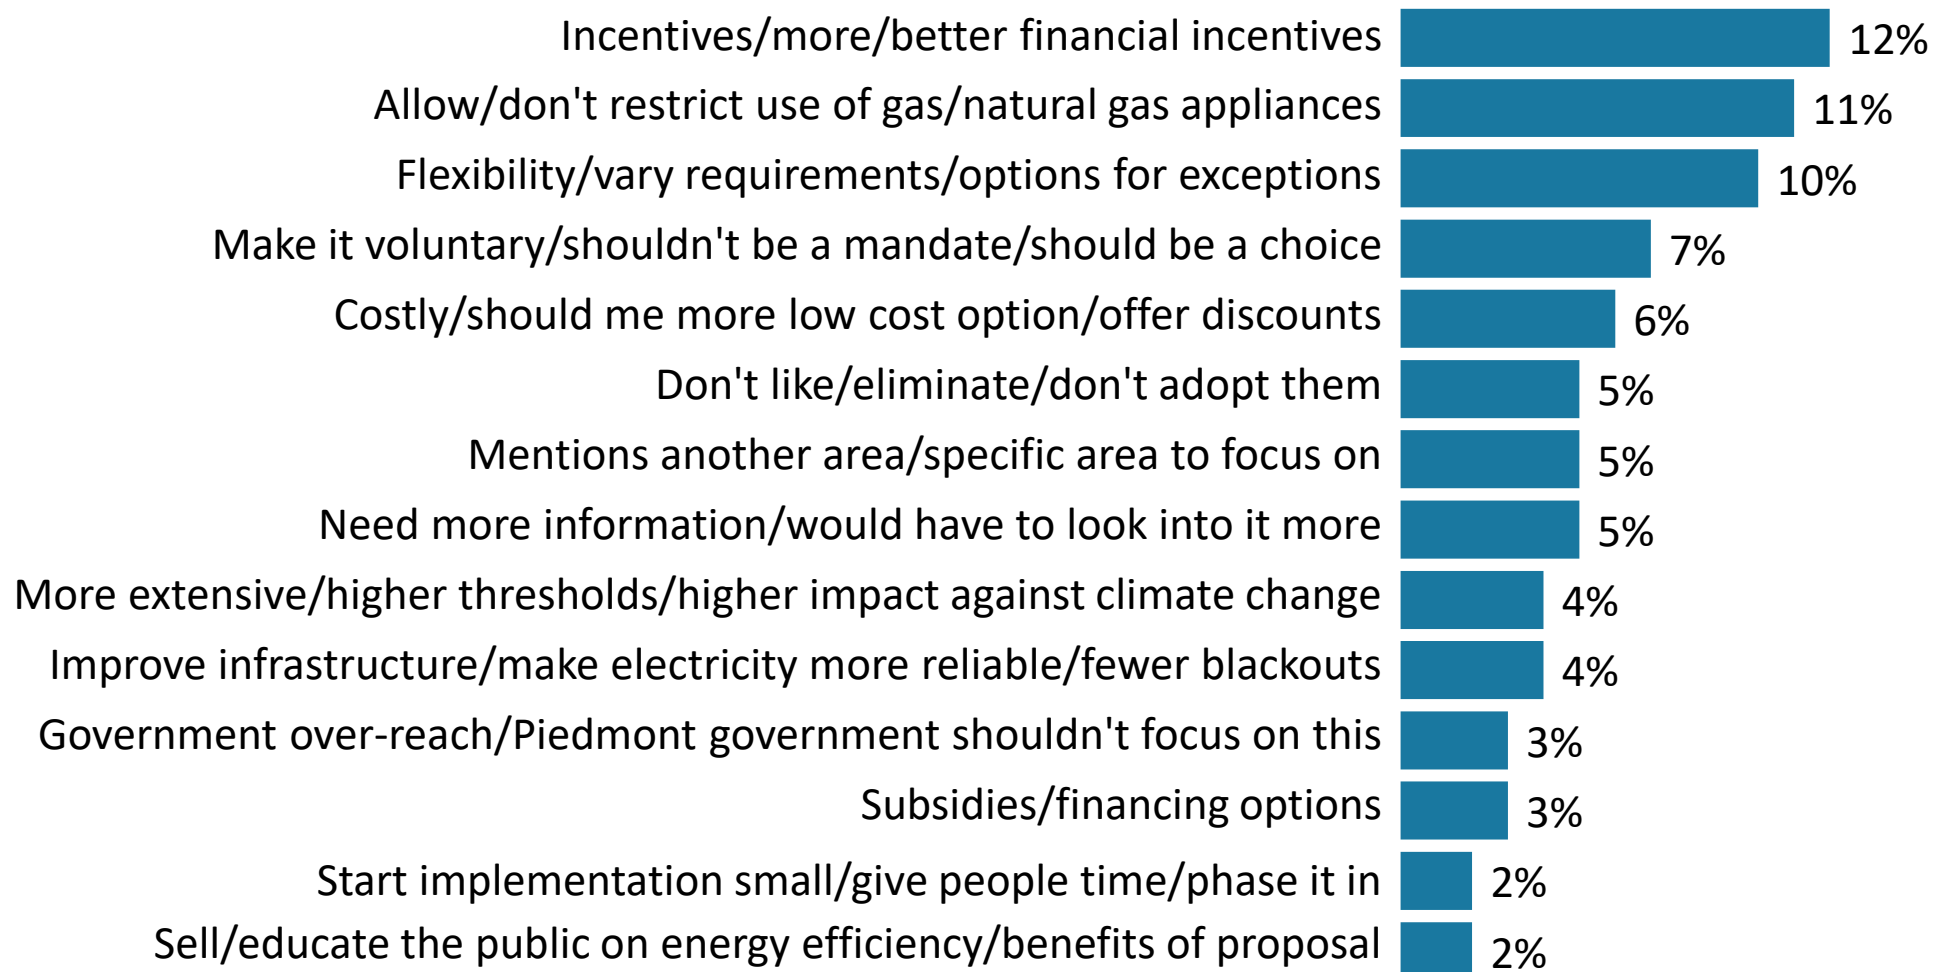 Incentives/more/better financial incentives 12%
Allow/don't restrict use of gas/natural gas appliances 11%
Flexibility/vary requirements/options for exceptions 10%
Make it voluntary/shouldn't be a mandate/should be a choice 7%
Costly/should me more low cost option/offer discounts 6%
Don't like/eliminate/don't adopt them 5%
Mentions another area/specific area to focus on 5%
Need more information/would have to look into it more 5%
More extensive/higher thresholds/higher impact against climate change 4%
Improve infrastructure/make electricity more reliable/fewer blackouts 4%
Government over-reach/Piedmont government shouldn't focus on this 3%
Subsidies/financing options 3%
Start implementation small/give people time/phase it in 2%
Sell/educate the public on energy efficiency/benefits of proposal 2%